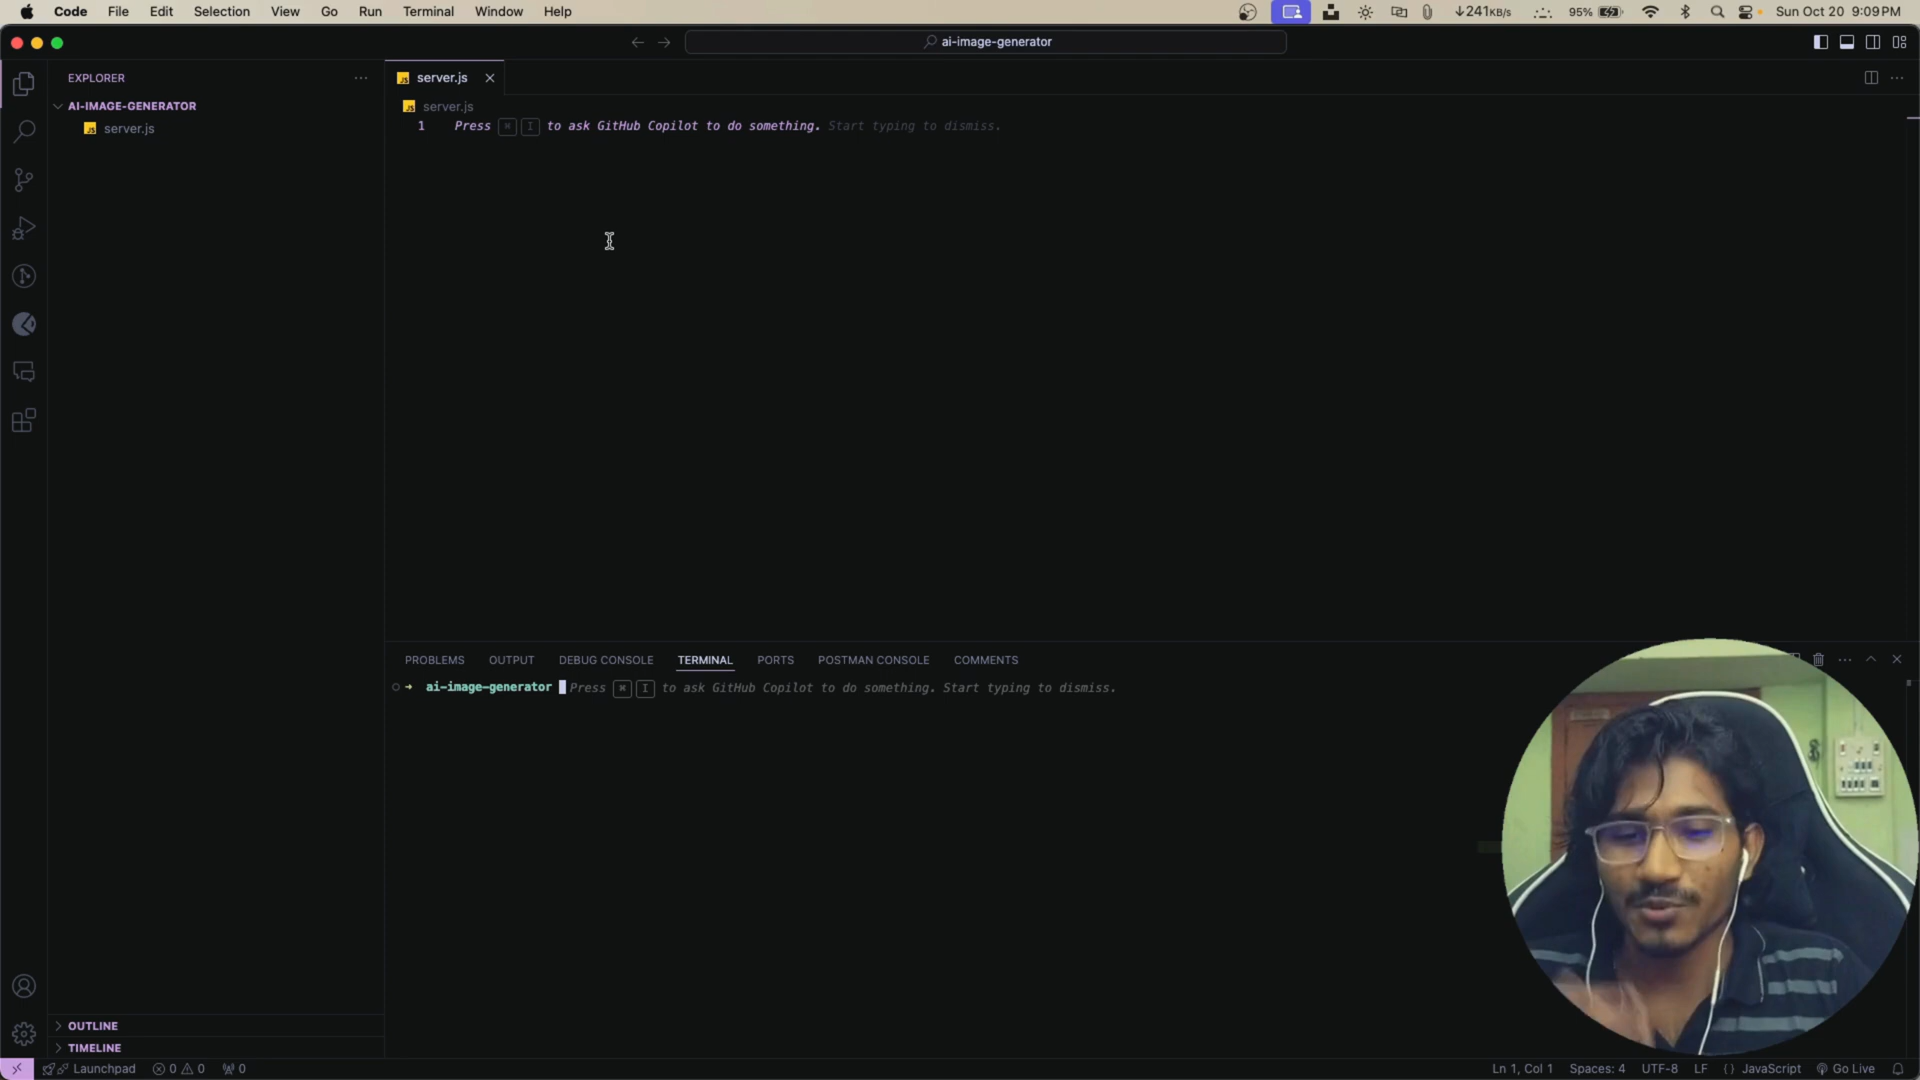 Code File Edit Selection View Go Run Terminal Window Help
↓241KB/s 95% Sun Oct 20 9:09 PM
ai-image-generator
EXPLORER
server.js
AI-IMAGE-GENERATOR
server.js
server.js
1 Press ⌘ I to ask GitHub Copilot to do something. Start typing to dismiss.
PROBLEMS OUTPUT DEBUG CONSOLE TERMINAL PORTS POSTMAN CONSOLE COMMENTS
→ ai-image-generator Press ⌘ I to ask GitHub Copilot to do something. Start typing to dismiss.
OUTLINE
TIMELINE
Launchpad 0 0 0 Ln 1, Col 1 Spaces: 4 UTF-8 LF {} JavaScript Go Live